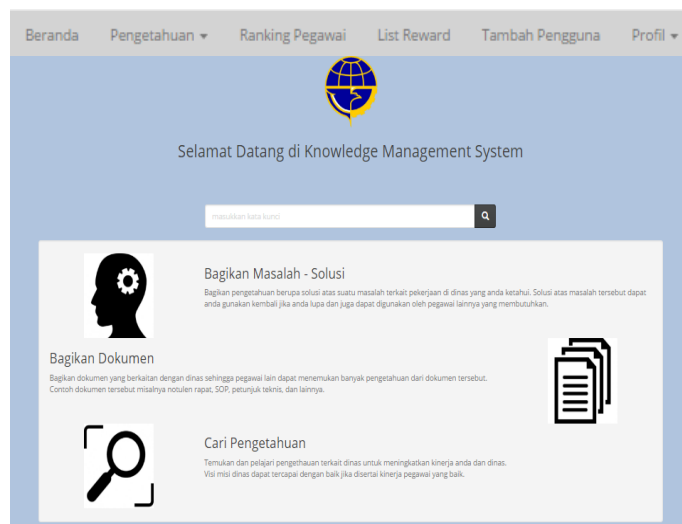 Beranda Pengetahuan Ranking Pegawai List Reward Tambah Pengguna Profil
Selamat Datang di Knowledge Management System
masukkan kata kunci
Bagikan Masalah - Solusi
Bagikan pengetahuan berupa solusi atas suatu masalah terkait pekerjaan di dinas yang anda ketahui. Solusi atas masalah tersebut dapat
anda gunakan kembali jika anda lupa dan juga dapat digunakan oleh pegawai lainnya yang membutuhkan.
Bagikan Dokumen
Bagikan dokumen yang berkaitan dengan dinas sehingga pegawai lain dapat menemukan banyak pengetahuan dari dokumen tersebut.
Contoh dokumen tersebut misalnya notulen rapat, SOP, petunjuk teknis, dan lainnya.
Cari Pengetahuan
Temukan dan pelajari pengethauan terkait dinas untuk meningkatkan kinerja anda dan dinas.
Visi misi dinas dapat tercapai dengan baik jika disertai kinerja pegawai yang baik.